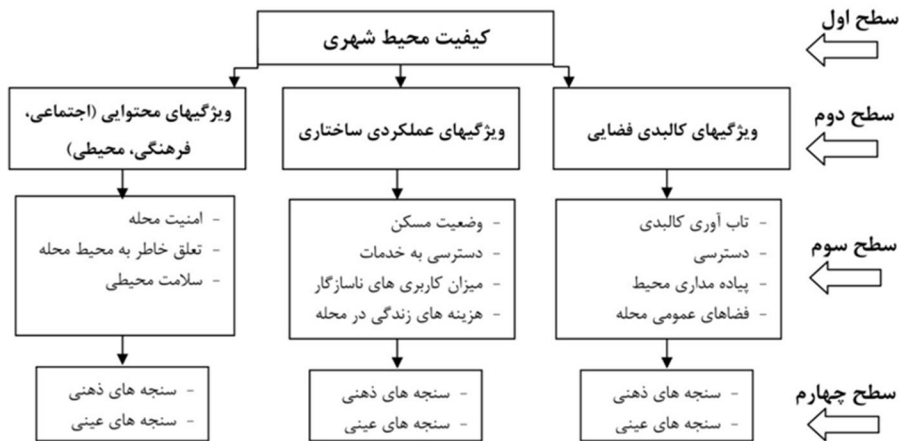 سطح اول
کیفیت محیط شهری
سطح دوم
ویژگیهای کالبدی فضایی
ویژگیهای عملکردی ساختاری
ویژگیهای محتوایی (اجتماعی،
فرهنگی، محیطی)
سطح سوم
- تاب آوری کالبدی
- دسترسی
- پیاده مداری محیط
- فضاهای عمومی محله
- وضعیت مسکن
- دسترسی به خدمات
- میزان کاربری های ناسازگار
- هزینه های زندگی در محله
- امنیت محله
- تعلق خاطر به محیط محله
- سلامت محیطی
سطح چهارم
- سنجه های ذهنی
- سنجه های عینی
- سنجه های ذهنی
- سنجه های عینی
- سنجه های ذهنی
- سنجه های عینی